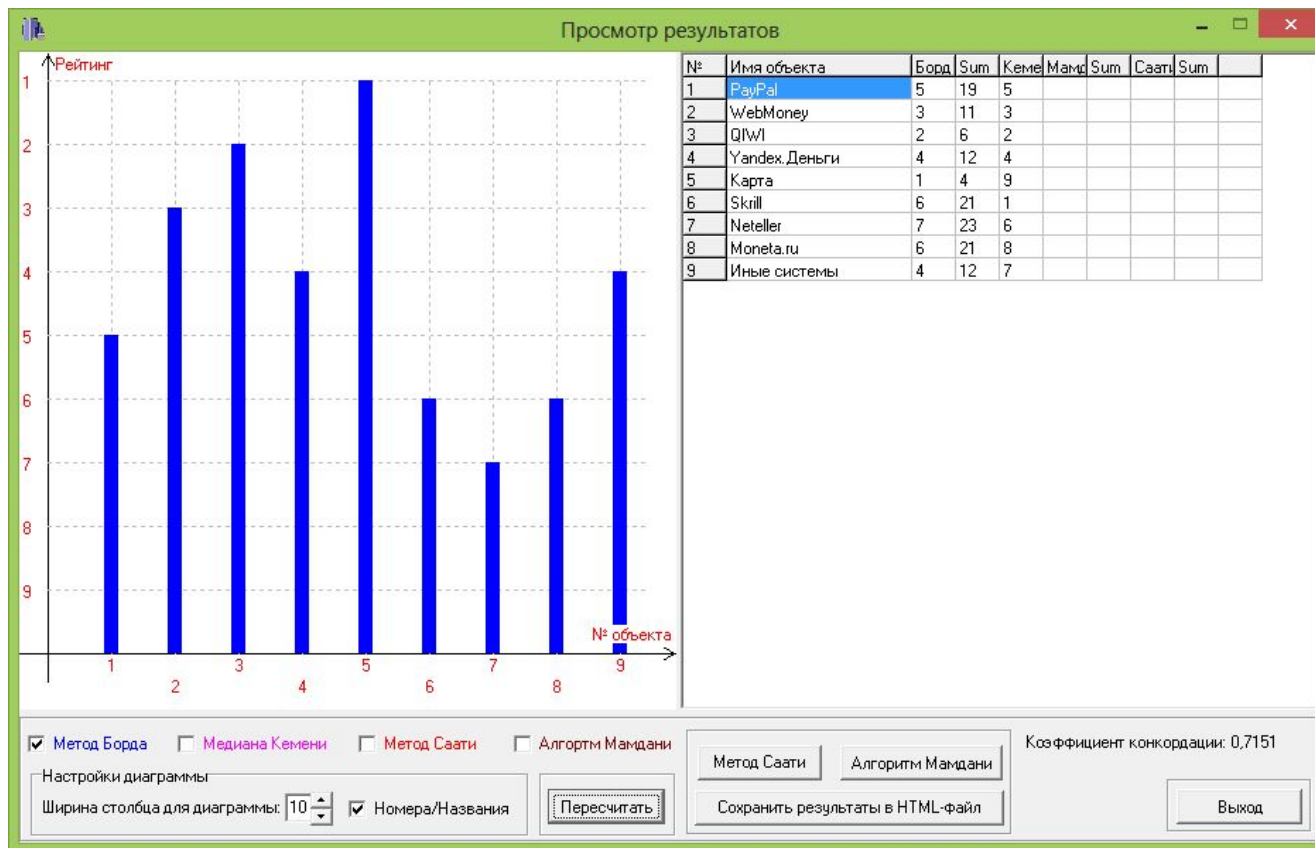 Просмотр результатов
Рейтинг
1
2
3
4
5
6
7
8
9
№ объекта
1 3 5 7 9
2 4 6 8
№ Имя объекта Борд Sum Кеме Мамд Sum Саати Sum
1 PayPal 5 19 5
2 WebMoney 3 11 3
3 QIWI 2 6 2
4 Yandex.Деньги 4 12 4
5 Карта 1 4 9
6 Skrill 6 21 1
7 Neteller 7 23 6
8 Moneta.ru 6 21 8
9 Иные системы 4 12 7
Метод Борда Медиана Кемени Метод Саати Алгортм Мамдани
Настройки диаграммы
Ширина столбца для диаграммы: 10 Номера/Названия
Пересчитать
Метод Саати Алгоритм Мамдани
Сохранить результаты в HTML-файл
Коэффициент конкордации: 0,7151
Выход